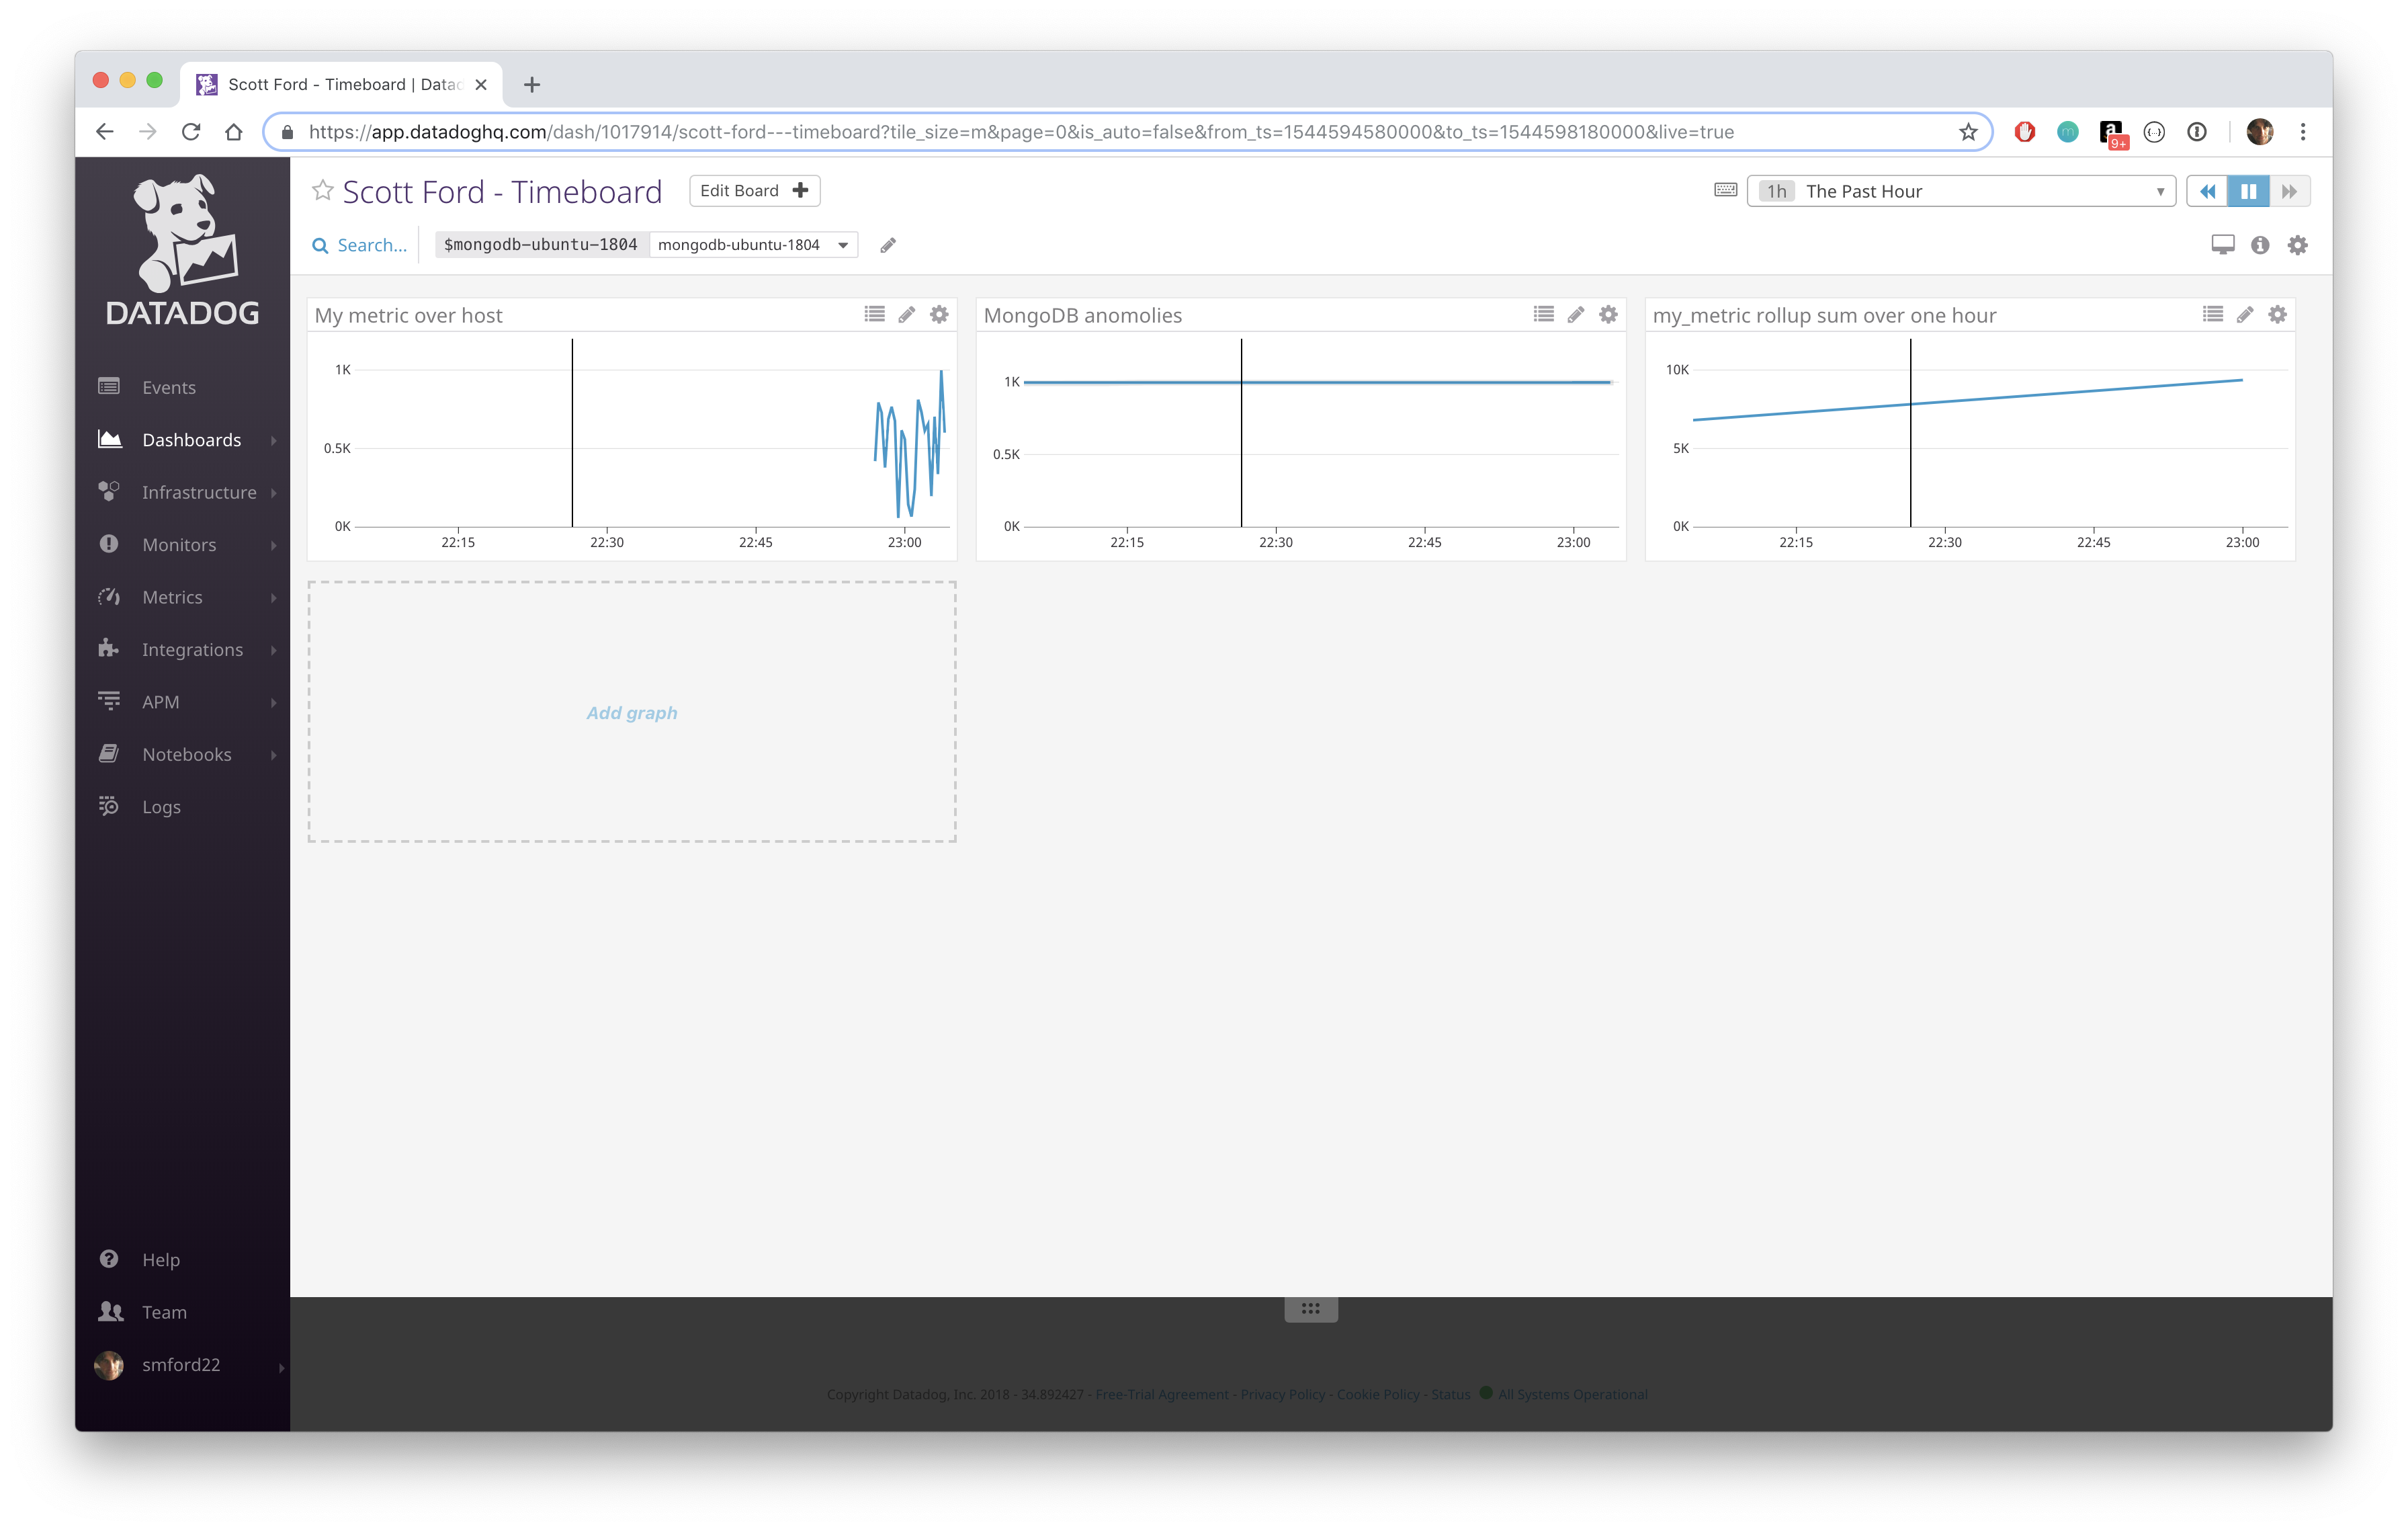 Scott Ford - Timeboard | Datad
https://app.datadoghq.com/dash/1017914/scott-ford---timeboard?tile_size=m&page=0&is_auto=false&from_ts=1544594580000&to_ts=1544598180000&live=true
9+
DATADOG
Events
Dashboards
Infrastructure
Monitors
Metrics
Integrations
APM
Notebooks
Logs
Help
Team
smford22
Scott Ford - Timeboard
Edit Board
1h The Past Hour
Search...
$mongodb-ubuntu-1804 mongodb-ubuntu-1804
My metric over host
1K
0.5K
0K
22:15 22:30 22:45 23:00
MongoDB anomolies
1K
0.5K
0K
22:15 22:30 22:45 23:00
my_metric rollup sum over one hour
10K
5K
0K
22:15 22:30 22:45 23:00
Add graph
Copyright Datadog, Inc. 2018 - 34.892427 - Free-Trial Agreement - Privacy Policy - Cookie Policy - Status All Systems Operational